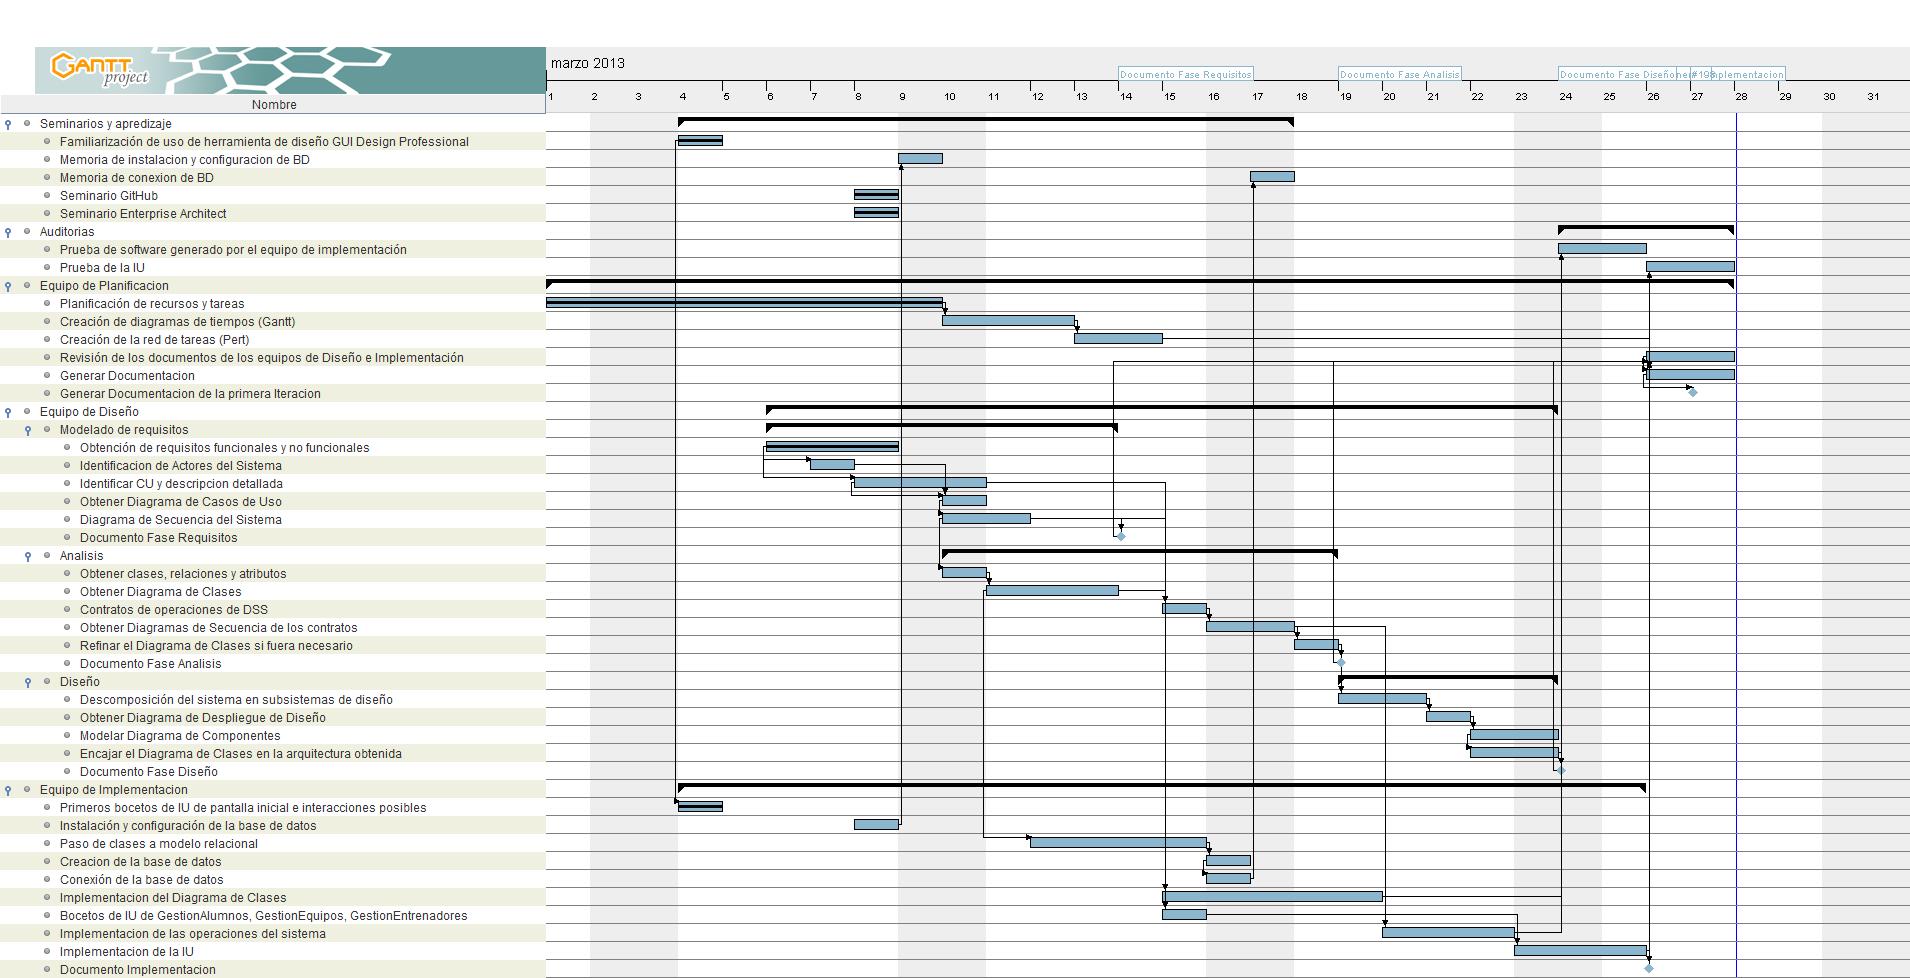 GANTT
project
marzo 2013
Documento Fase Requisitos
Documento Fase Analisis
Documento Fase Diseño
1 2 3 4 5 6 7 8 9 10 11 12 13 14 15 16 17 18 19 20 21 22 23 24 25 26 27 28 29 30 31
Nombre
Seminarios y apredizaje
Familiarización de uso de herramienta de diseño GUI Design Professional
Memoria de instalacion y configuracion de BD
Memoria de conexion de BD
Seminario GitHub
Seminario Enterprise Architect
Auditorias
Prueba de software generado por el equipo de implementación
Prueba de la IU
Equipo de Planificacion
Planificación de recursos y tareas
Creación de diagramas de tiempos (Gantt)
Creación de la red de tareas (Pert)
Revisión de los documentos de los equipos de Diseño e Implementación
Generar Documentacion
Generar Documentacion de la primera Iteracion
Equipo de Diseño
Modelado de requisitos
Obtención de requisitos funcionales y no funcionales
Identificacion de Actores del Sistema
Identificar CU y descripcion detallada
Obtener Diagrama de Casos de Uso
Diagrama de Secuencia del Sistema
Documento Fase Requisitos
Analisis
Obtener clases, relaciones y atributos
Obtener Diagrama de Clases
Contratos de operaciones de DSS
Obtener Diagramas de Secuencia de los contratos
Refinar el Diagrama de Clases si fuera necesario
Documento Fase Analisis
Diseño
Descomposición del sistema en subsistemas de diseño
Obtener Diagrama de Despliegue de Diseño
Modelar Diagrama de Componentes
Encajar el Diagrama de Clases en la arquitectura obtenida
Documento Fase Diseño
Equipo de Implementacion
Primeros bocetos de IU de pantalla inicial e interacciones posibles
Instalación y configuración de la base de datos
Paso de clases a modelo relacional
Creacion de la base de datos
Conexión de la base de datos
Implementacion del Diagrama de Clases
Bocetos de IU de GestionAlumnos, GestionEquipos, GestionEntrenadores
Implementacion de las operaciones del sistema
Implementacion de la IU
Documento Implementacion